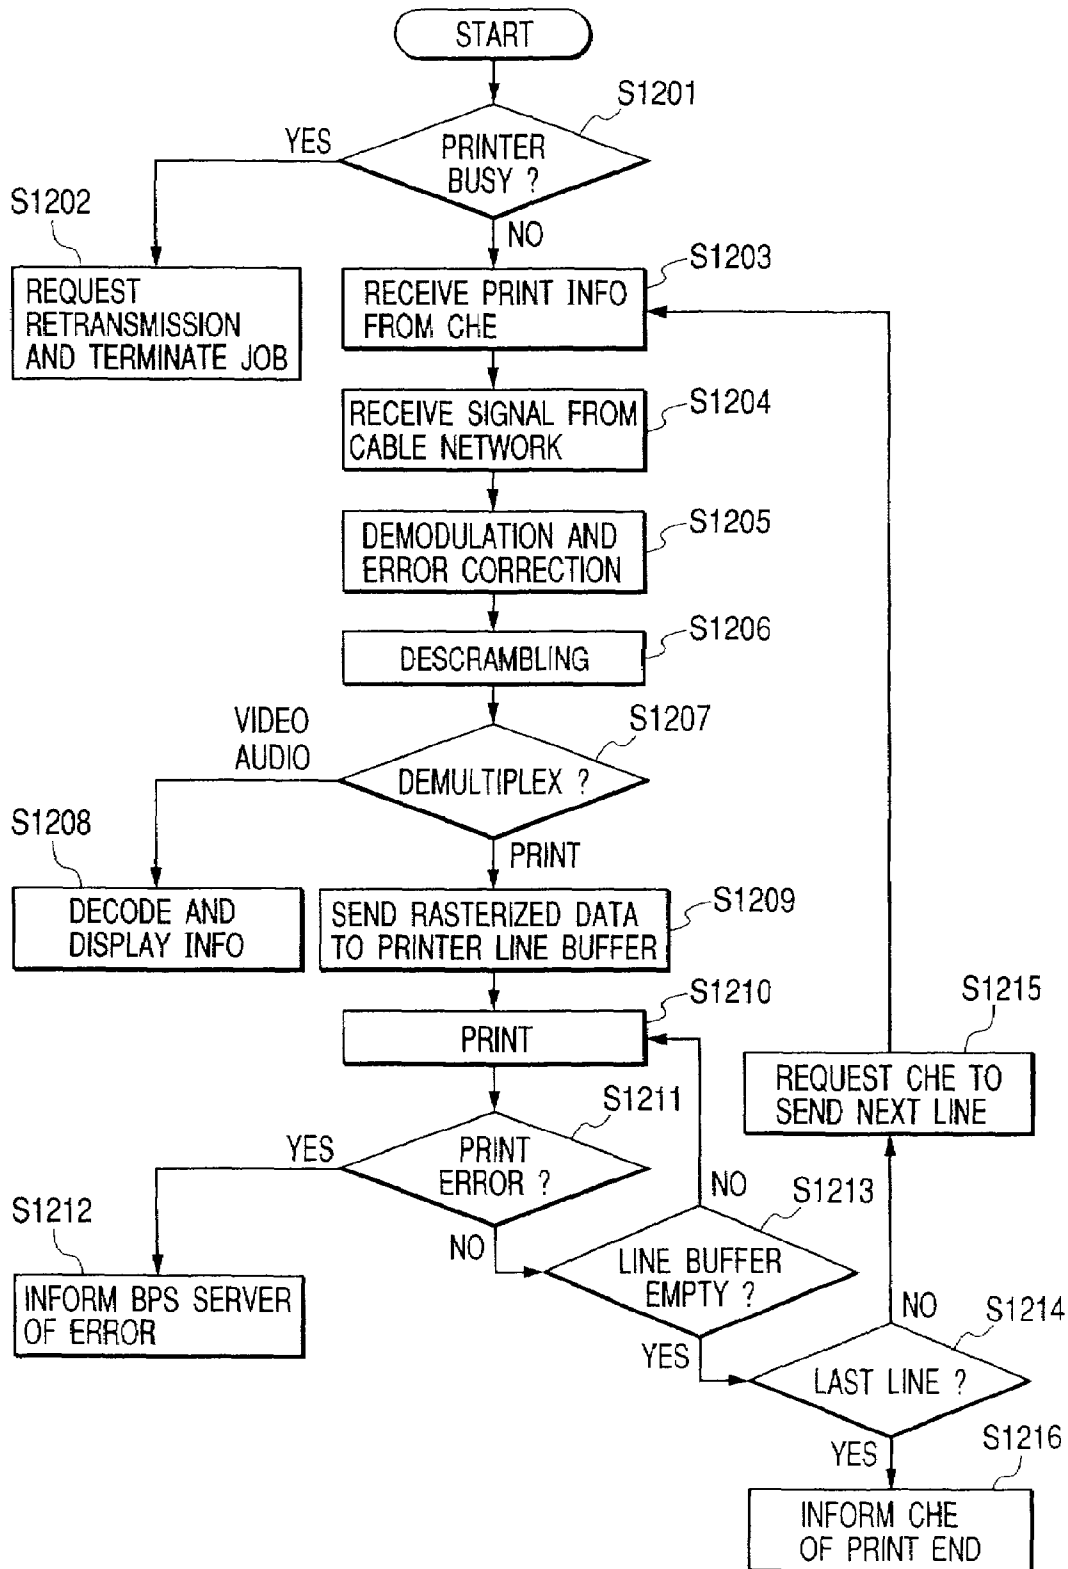 START
S1201
YES
PRINTER
BUSY ?
S1202
NO
REQUEST
RETRANSMISSION
AND TERMINATE JOB
S1203
RECEIVE PRINT INFO
FROM CHE
S1204
RECEIVE SIGNAL FROM
CABLE NETWORK
S1205
DEMODULATION AND
ERROR CORRECTION
S1206
DESCRAMBLING
S1207
VIDEO
AUDIO
DEMULTIPLEX ?
S1208
PRINT
DECODE AND
DISPLAY INFO
S1209
SEND RASTERIZED DATA
TO PRINTER LINE BUFFER
S1210
PRINT
S1215
REQUEST CHE TO
SEND NEXT LINE
S1211
YES
PRINT
ERROR ?
S1212
NO
INFORM BPS SERVER
OF ERROR
NO
S1213
LINE BUFFER
EMPTY ?
YES
NO
S1214
LAST LINE ?
YES
S1216
INFORM CHE
OF PRINT END